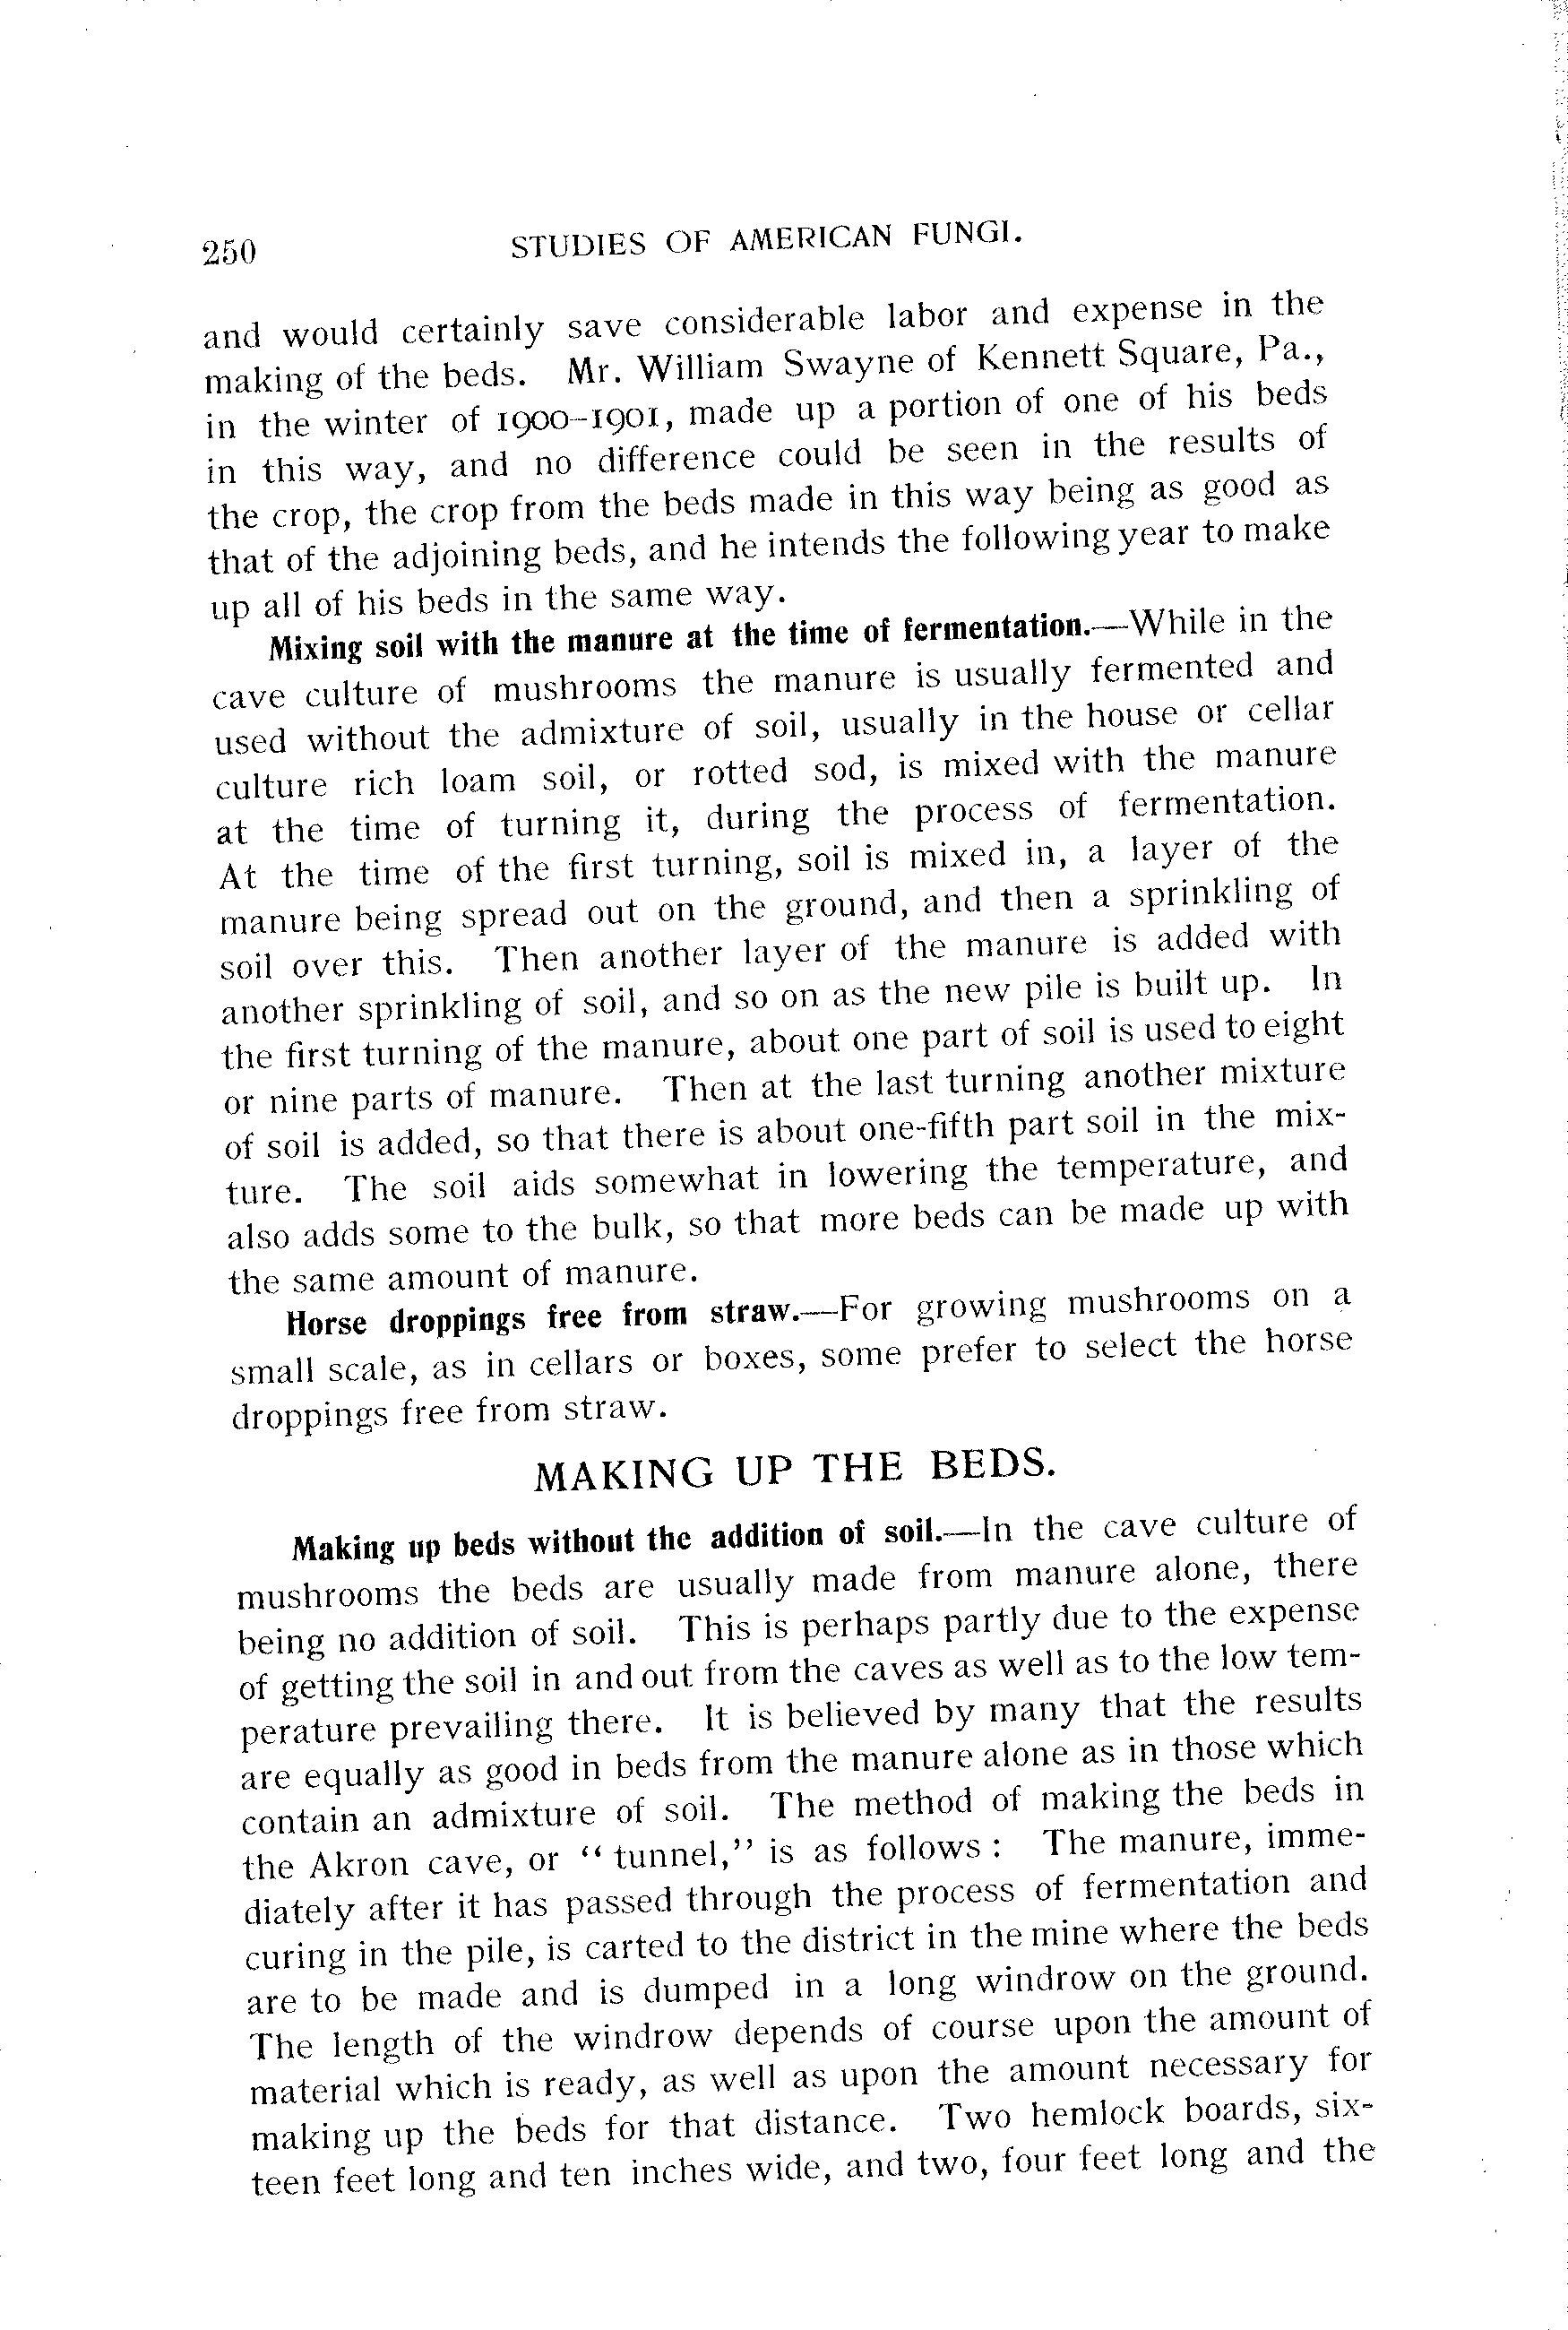 250 STUDIES OF AMERICAN FUNGI.
and would certainly save considerable labor and expense in the
making of the beds. Mr. William Swayne of Kennett Square, Pa.,
in the winter of 1900–1901, made up a portion of one of his beds
in this way, and no difference could be seen in the results of
the crop, the crop from the beds made in this way being as good as
that of the adjoining beds, and he intends the following year to make
up all of his beds in the same way.
Mixing soil with the manure at the time of fermentation.—While in the
cave culture of mushrooms the manure is usually fermented and
used without the admixture of soil, usually in the house or cellar
culture rich loam soil, or rotted sod, is mixed with the manure
at the time of turning it, during the process of fermentation.
At the time of the first turning, soil is mixed in, a layer of the
manure being spread out on the ground, and then a sprinkling of
soil over this. Then another layer of the manure is added with
another sprinkling of soil, and so on as the new pile is built up. In
the first turning of the manure, about one part of soil is used to eight
or nine parts of manure. Then at the last turning another mixture
of soil is added, so that there is about one-fifth part soil in the mix-
ture. The soil aids somewhat in lowering the temperature, and
also adds some to the bulk, so that more beds can be made up with
the same amount of manure.
Horse droppings free from straw.—For growing mushrooms on a
small scale, as in cellars or boxes, some prefer to select the horse
droppings free from straw.
MAKING UP THE BEDS.
Making up beds without the addition of soil.—In the cave culture of
mushrooms the beds are usually made from manure alone, there
being no addition of soil. This is perhaps partly due to the expense
of getting the soil in and out from the caves as well as to the low tem-
perature prevailing there. It is believed by many that the results
are equally as good in beds from the manure alone as in those which
contain an admixture of soil. The method of making the beds in
the Akron cave, or “tunnel,” is as follows: The manure, imme-
diately after it has passed through the process of fermentation and
curing in the pile, is carted to the district in the mine where the beds
are to be made and is dumped in a long windrow on the ground.
The length of the windrow depends of course upon the amount of
material which is ready, as well as upon the amount necessary for
making up the beds for that distance. Two hemlock boards, six-
teen feet long and ten inches wide, and two, four feet long and the